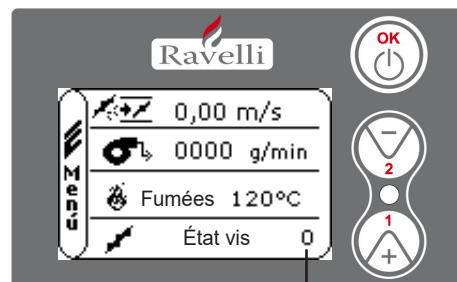 Ravelli
OK
0,00 m/s
0000 g/min
Menú
Fumées 120°C
État vis 0
2
1